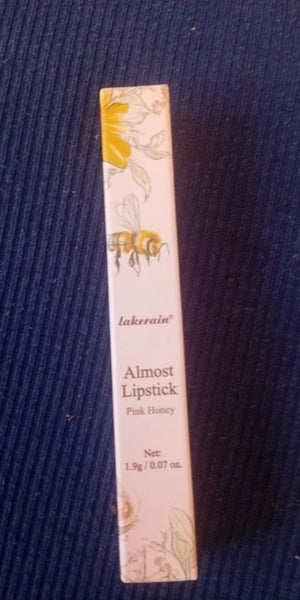 lakerain®
Almost
Lipstick
Pink Honey
Net:
1.9g / 0.07 oz.